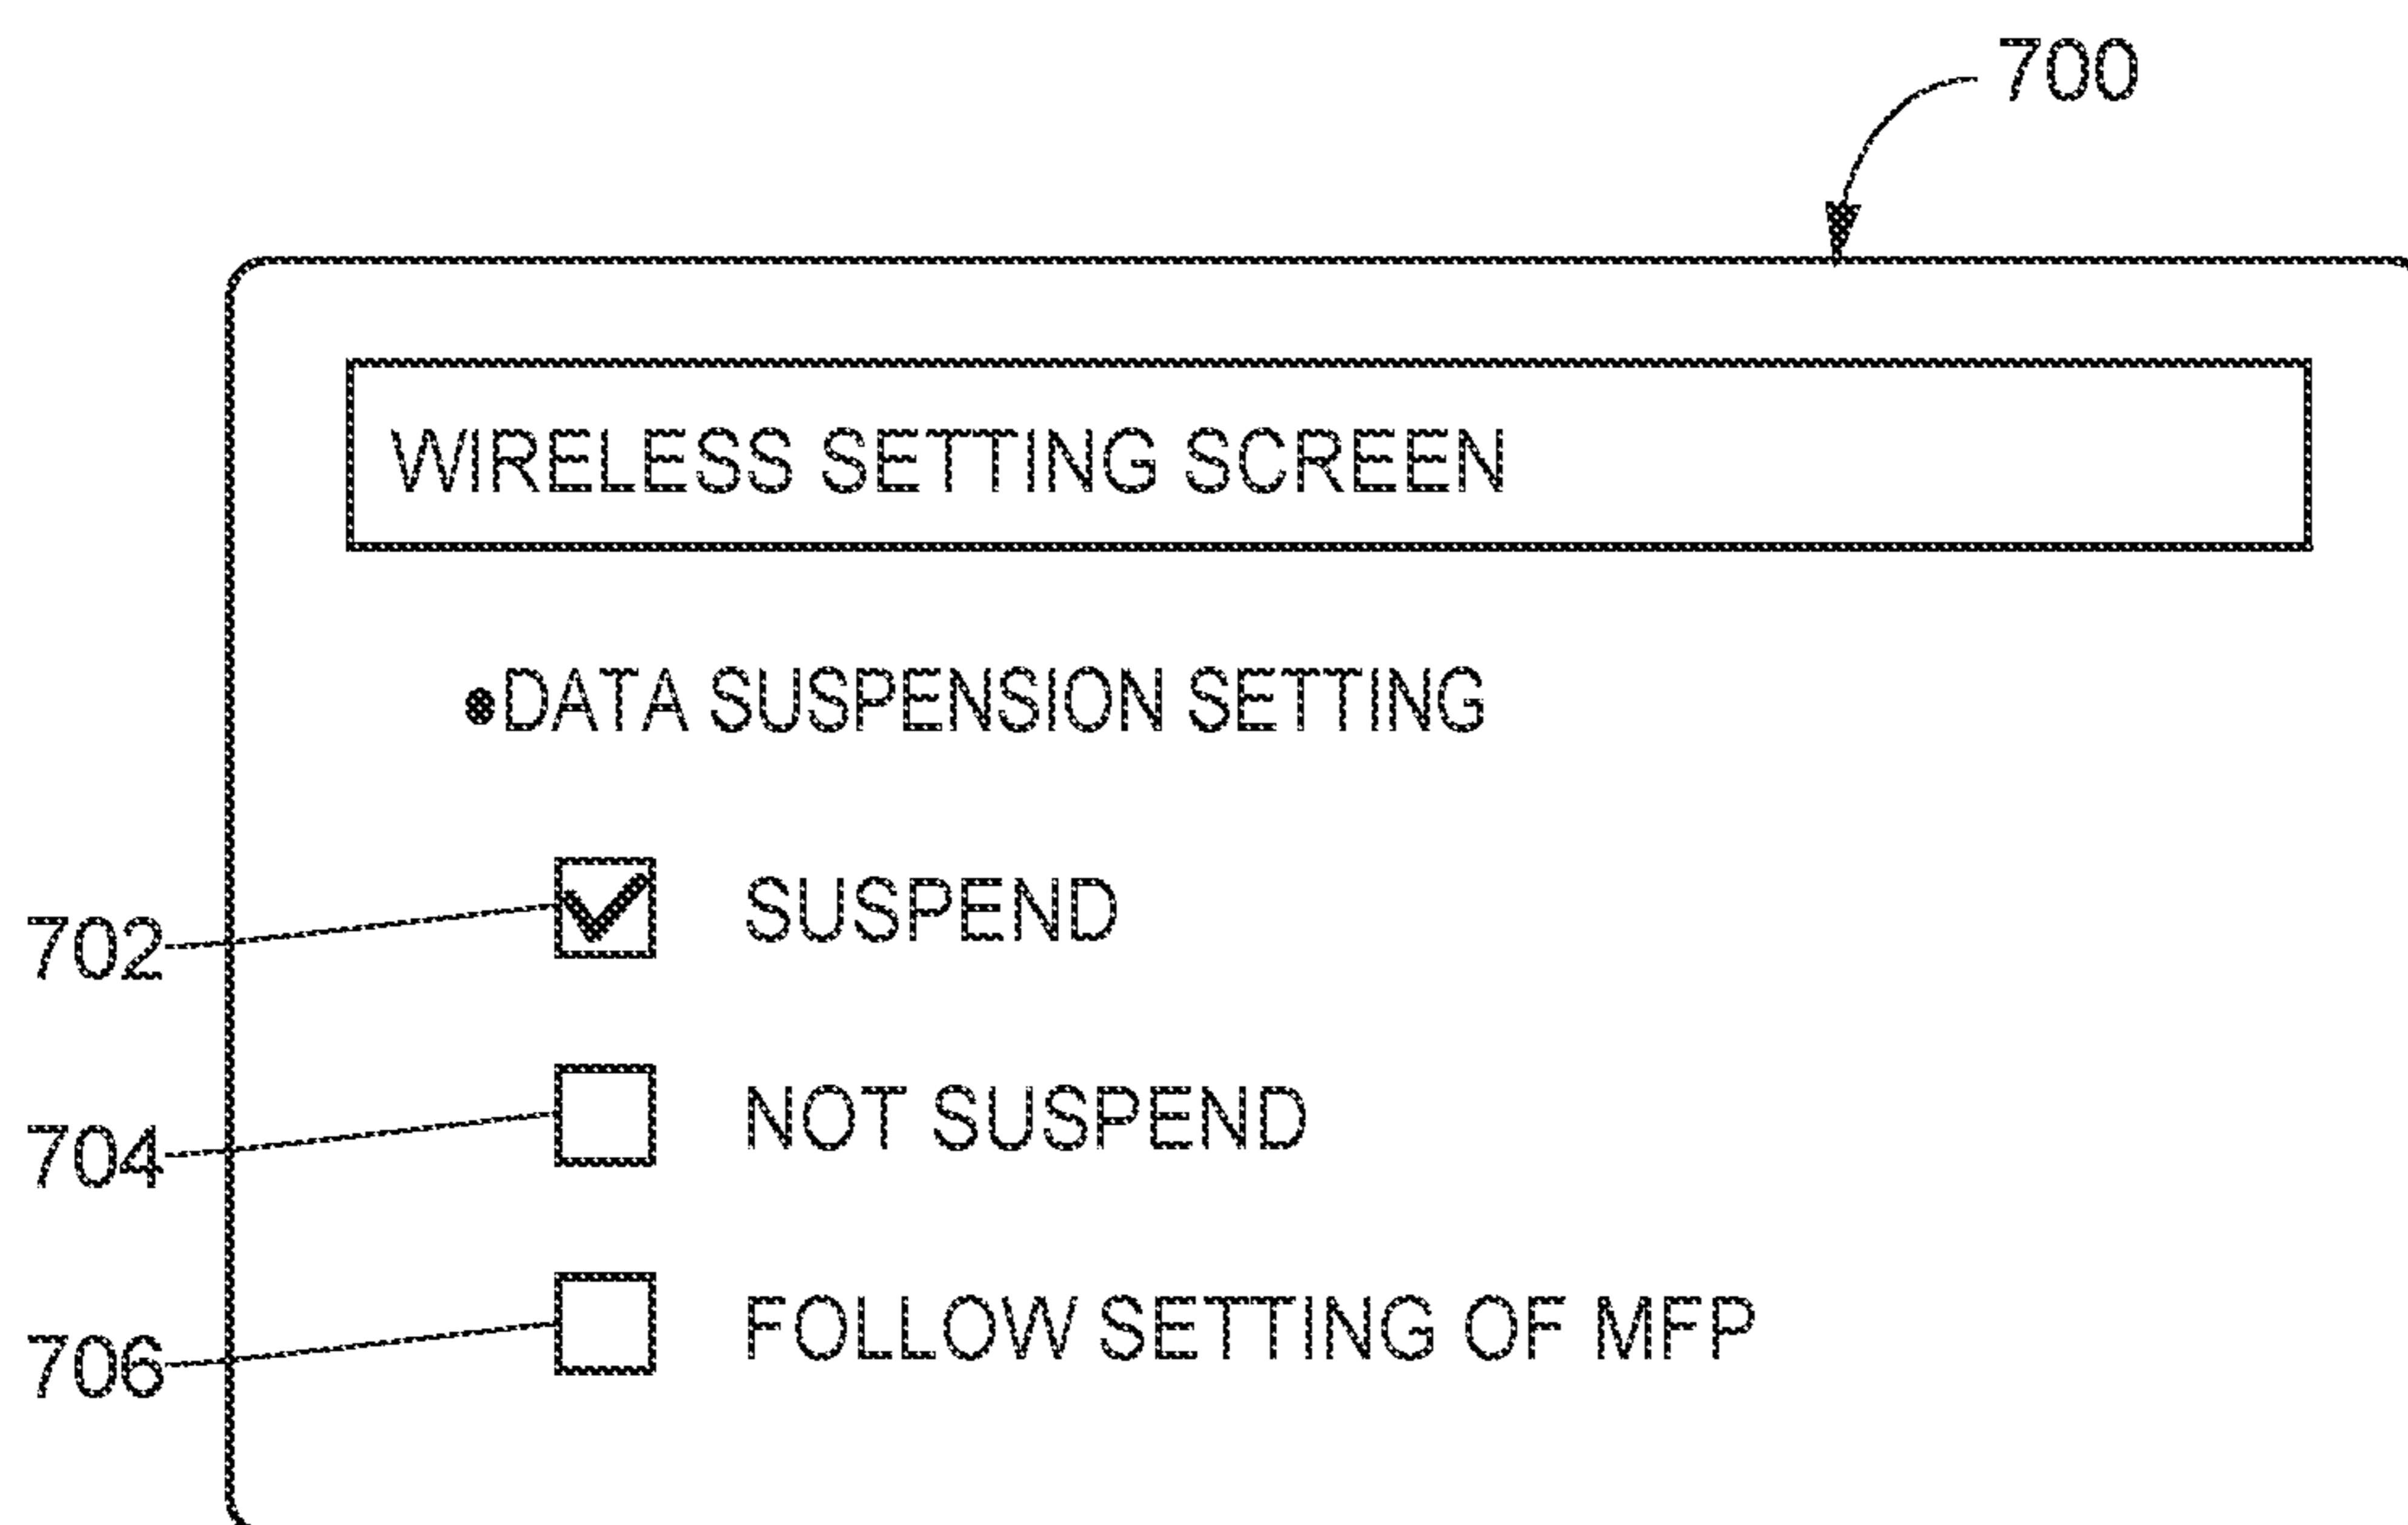 700
WIRELESS SETTING SCREEN
●DATA SUSPENSION SETTING
702 SUSPEND
704 NOT SUSPEND
706 FOLLOW SETTING OF MFP